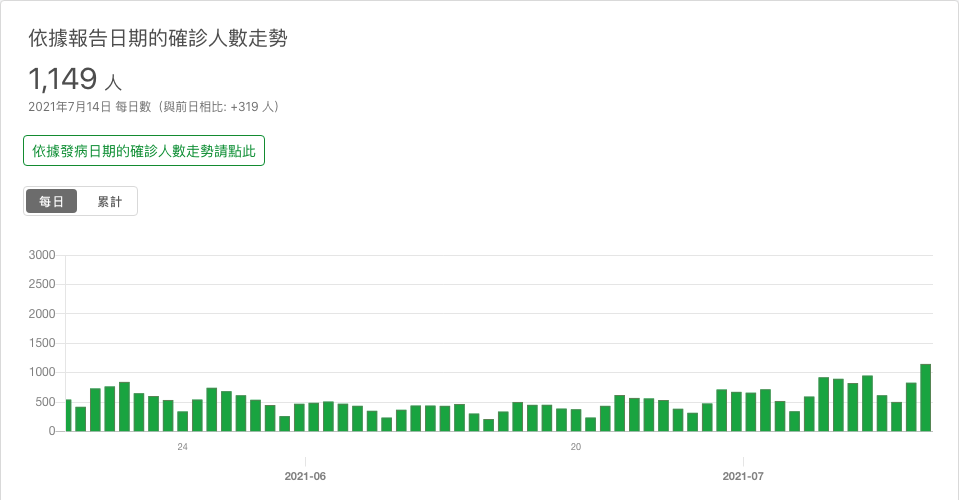 依據報告日期的確診人數走勢
1,149 人
2021年7月14日 每日數（與前日相比: +319 人）
依據發病日期的確診人數走勢請點此
每日 累計
3000
2500
2000
1500
1000
500
0
24 20
2021-06 2021-07